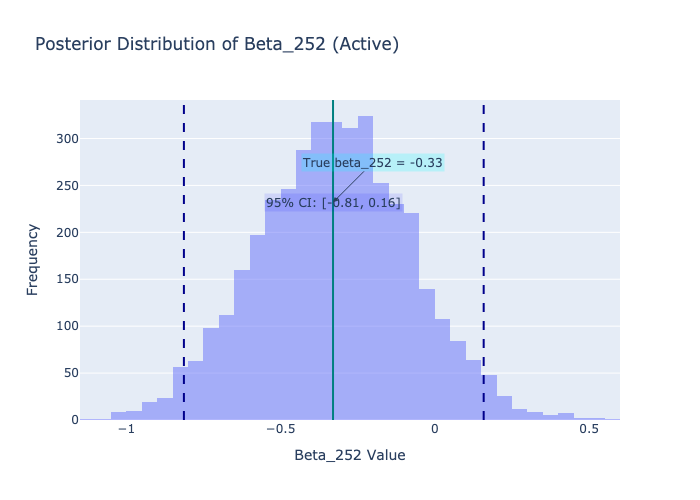 Posterior Distribution of Beta_252 (Active)
True beta_252 = -0.33
95% CI: [-0.81, 0.16]
Frequency
300
250
200
150
100
50
0
−1
−0.5
0
0.5
Beta_252 Value